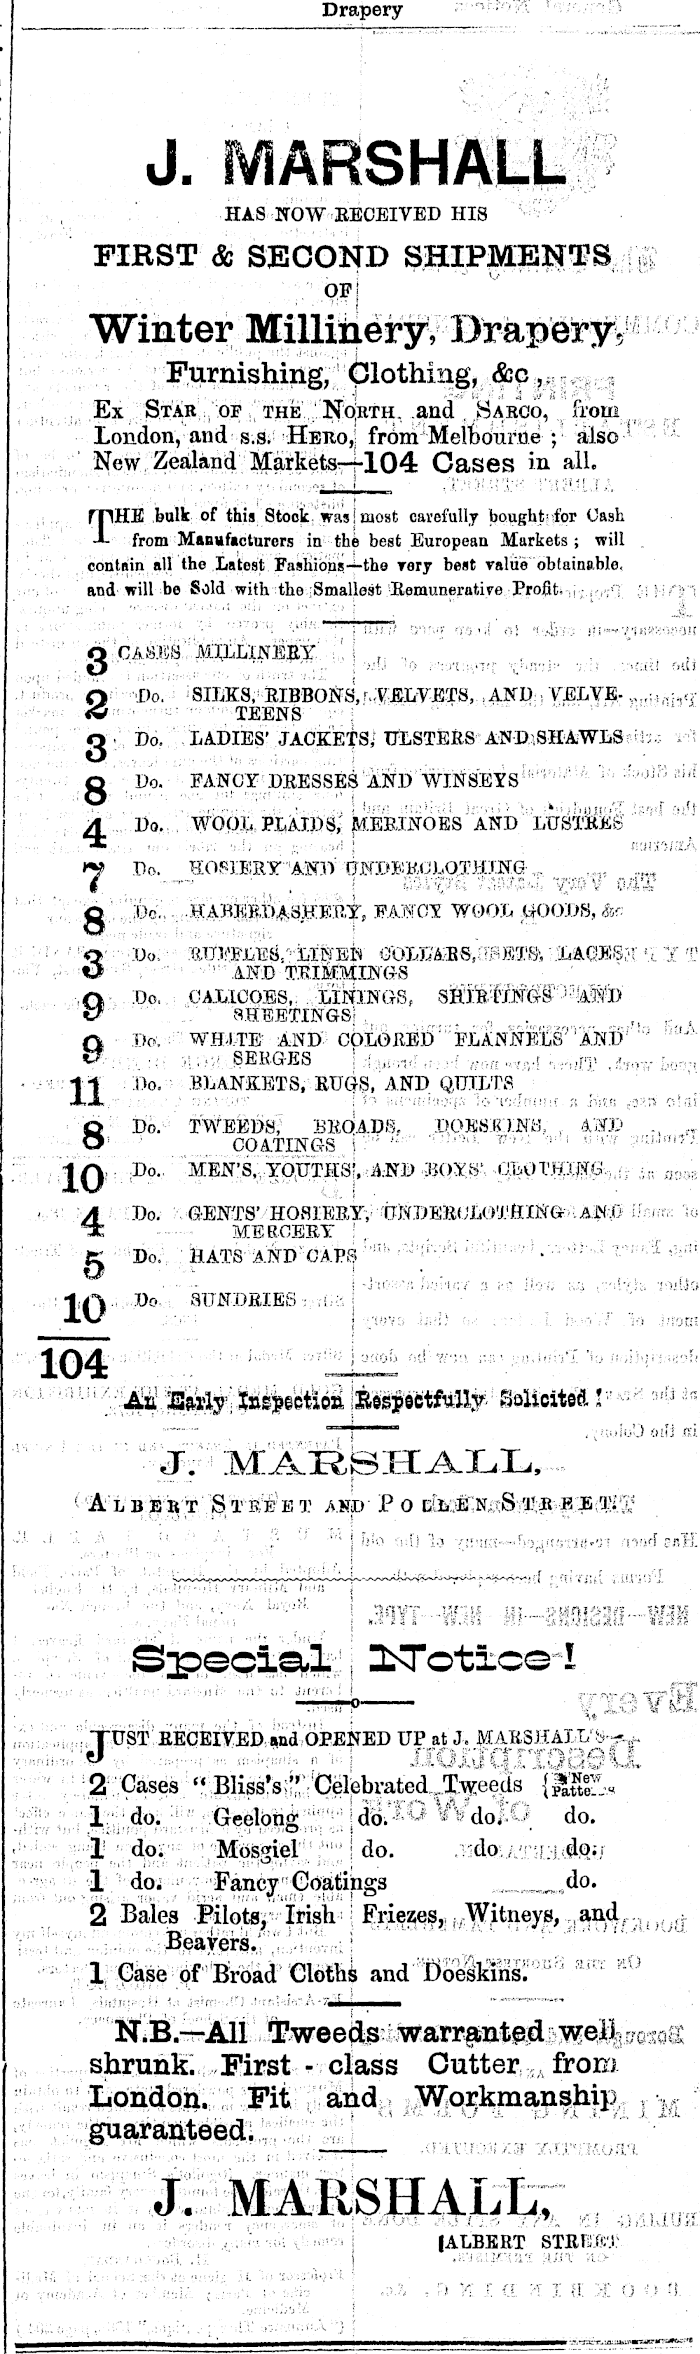 Drapery
J. MARSHALL
HAS NOW RECEIVED HIS
FIRST & SECOND SHIPMENTS
OF
Winter Millinery, Drapery,
Furnishing, Clothing, &c.,
Ex Star of the North and Sarco, from
London, and s.s. Hero, from Melbourne ; also
New Zealand Markets—104 Cases in all.
THE bulk of this Stock was most carefully bought for Cash
from Manufacturers in the best European Markets ; will
contain all the Latest Fashions—the very best value obtainable.
and will be Sold with the Smallest Remunerative Profit.
3 CASES MILLINERY
2 Do. SILKS, RIBBONS, VELVETS, AND VELVE-
TEENS
3 Do. LADIES' JACKETS, ULSTERS AND SHAWLS
8 Do. FANCY DRESSES AND WINSEYS
4 Do. WOOL PLAIDS, MERINOES AND LUSTRES
7 Do. HOSIERY AND UNDERCLOTHING
8 Do. HABERDASHERY, FANCY WOOL GOODS, &c
3 Do. RUFFLES, LINEN COLLARS, SETS, LACES
AND TRIMMINGS
9 Do. CALICOES, LININGS, SHIRTINGS AND
SHEETINGS
9 Do. WHITE AND COLORED FLANNELS AND
SERGES
11 Do. BLANKETS, RUGS, AND QUILTS
8 Do. TWEEDS, BROADS, DOESKINS, AND
COATINGS
10 Do. MEN'S, YOUTHS', AND BOYS' CLOTHING
4 Do. GENTS' HOSIERY, UNDERCLOTHING AND
MERCERY
5 Do. HATS AND CAPS
10 Do. SUNDRIES
104
An Early Inspection Respectfully Solicited !
J. MARSHALL,
Albert Street and Pollen Street.
Special Notice !
JUST RECEIVED and OPENED UP at J. MARSHALL'S—
2 Cases "Bliss's" Celebrated Tweeds { New
1 do. Geelong do. do. do.
1 do. Mosgiel do. do do.
1 do. Fancy Coatings do.
2 Bales Pilots, Irish Friezes, Witneys, and
Beavers.
1 Case of Broad Cloths and Doeskins.
N.B.—All Tweeds warranted well
shrunk. First-class Cutter from
London. Fit and Workmanship
guaranteed.
J. MARSHALL,
ALBERT STREET